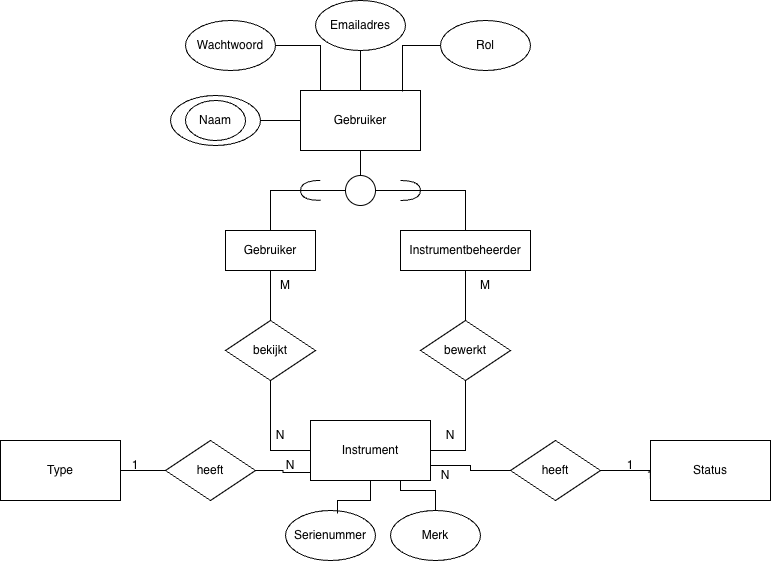 Emailadres
Wachtwoord
Rol
Naam
Gebruiker
Gebruiker
Instrumentbeheerder
M
M
bekijkt
bewerkt
N
N
Type
1
heeft
N
Instrument
N
heeft
1
Status
Serienummer
Merk